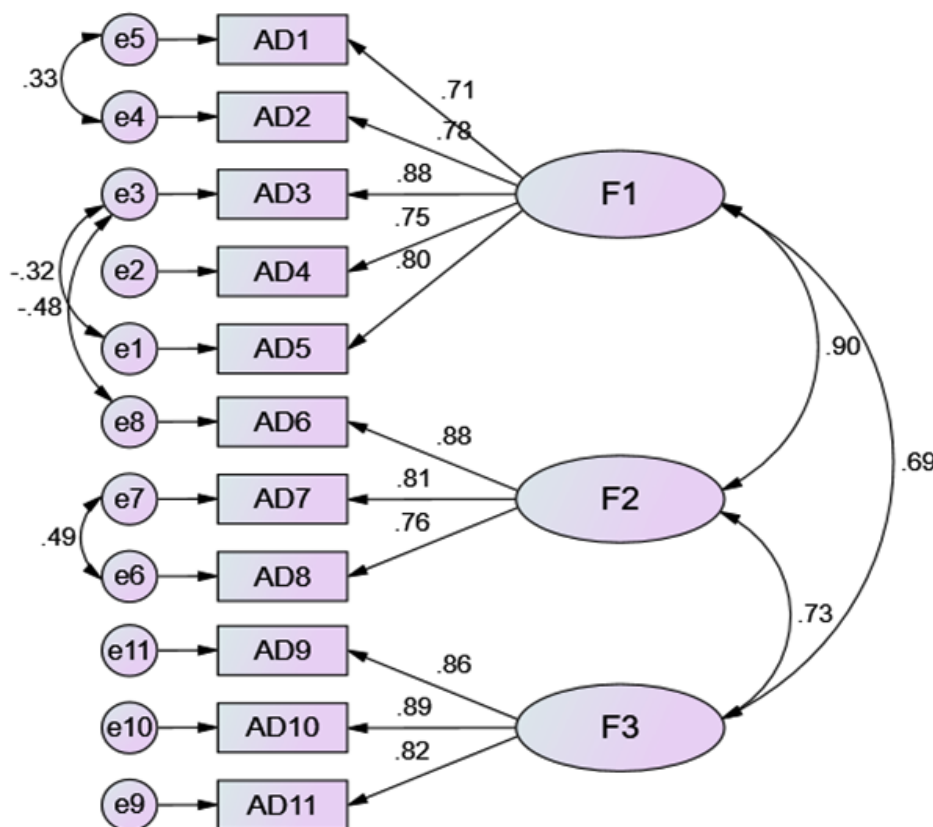 e5
AD1
.33
.71
e4
AD2
.78
e3
AD3
.88
F1
-.32
e2
AD4
.75
-.48
e1
AD5
.80
.90
e8
AD6
.88
.69
e7
AD7
.81
F2
.49
e6
AD8
.76
.73
e11
AD9
.86
e10
AD10
.89
F3
e9
AD11
.82